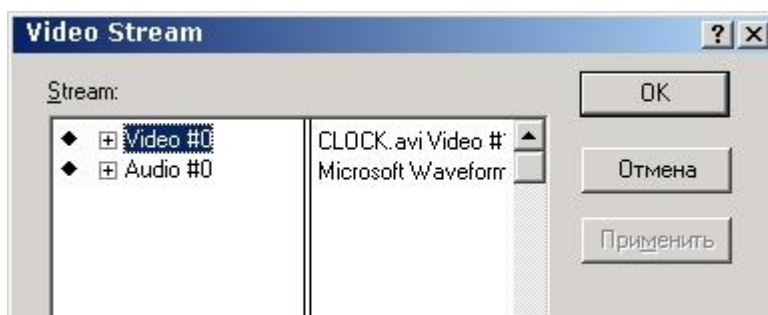 Video Stream
Stream:
OK
Video #0
CLOCK.avi Video #
Audio #0
Microsoft Waveform
Отмена
Применить